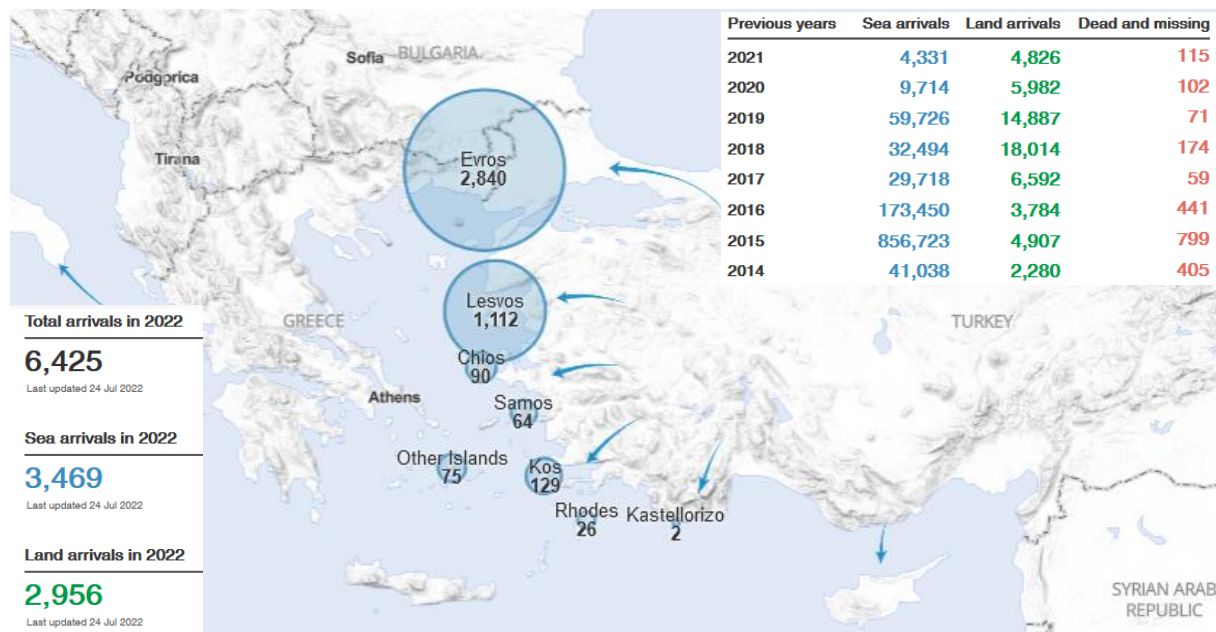 Previous years Sea arrivals Land arrivals Dead and missing
2021 4,331 4,826 115
2020 9,714 5,982 102
2019 59,726 14,887 71
2018 32,494 18,014 174
2017 29,718 6,592 59
2016 173,450 3,784 441
2015 856,723 4,907 799
2014 41,038 2,280 405
Sofia BULGARIA
Podgorica
Tirana
Evros
2,840
Lesvos
1,112
GREECE
TURKEY
Chios
90
Athens
Samos
64
Other Islands
75
Kos
129
Rhodes
26
Kastellorizo
2
SYRIAN ARAB
REPUBLIC
Total arrivals in 2022
6,425
Last updated 24 Jul 2022
Sea arrivals in 2022
3,469
Last updated 24 Jul 2022
Land arrivals in 2022
2,956
Last updated 24 Jul 2022